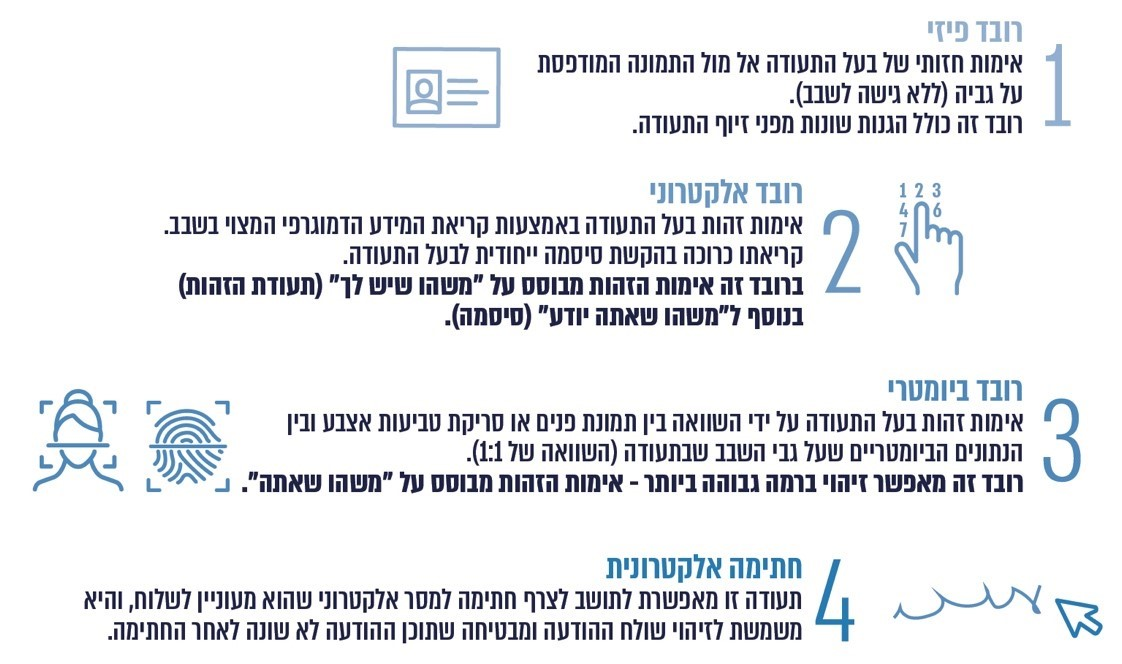 רובד פיזי
1
אימות חזותי של בעל התעודה אל מול התמונה המודפסת
על גביה (ללא גישה לשבב).
רובד זה כולל הגנות שונות מפני זיוף התעודה.
1 2 3
4 6
7
רובד אלקטרוני
2
אימות זהות בעל התעודה באמצעות קריאת המידע הדמוגרפי המצוי בשבב.
קריאתו כרוכה בהקשת סיסמה ייחודית לבעל התעודה.
ברובד זה אימות הזהות מבוסס על "משהו שיש לך" (תעודת הזהות)
בנוסף ל"משהו שאתה יודע" (סיסמה).
רובד ביומטרי
3
אימות זהות בעל התעודה על ידי השוואה בין תמונת פנים או סריקת טביעות אצבע ובין
הנתונים הביומטריים שעל גבי השבב שבתעודה (השוואה של 1:1).
רובד זה מאפשר זיהוי ברמה גבוהה ביותר - אימות הזהות מבוסס על "משהו שאתה".
חתימה אלקטרונית
4
תעודה זו מאפשרת לתושב לצרף חתימה למסר אלקטרוני שהוא מעוניין לשלוח, והיא
משמשת לזיהוי שולח ההודעה ומבטיחה שתוכן ההודעה לא שונה לאחר החתימה.